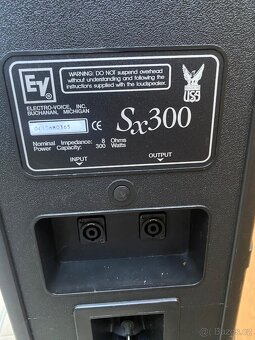 EV
WARNING: DO NOT suspend overhead
without understanding and following the
instructions supplied with the loudspeaker.
ELECTRO-VOICE, INC.
BUCHANAN, MICHIGAN
CE
Sx300
Nominal Impedance: 8 Ohms
Power Capacity: 300 Watts
INPUT
OUTPUT